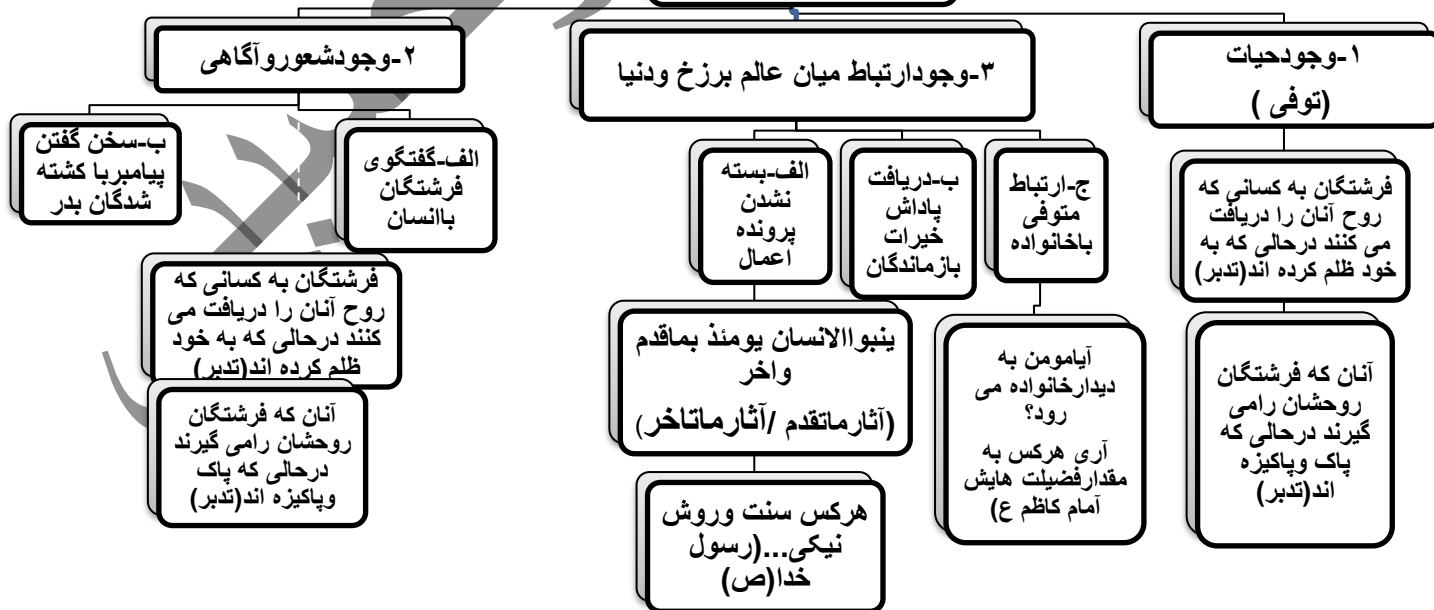 ۱-وجودحیات
(توفی )
فرشتگان به کسانی که
روح آنان را دریافت
می کنند درحالی که به
خود ظلم کرده اند(تدبر)
آنان که فرشتگان
روحشان رامی
گیرند درحالی که
پاک وپاکیزه
اند(تدبر)
۳-وجودارتباط میان عالم برزخ ودنیا
ج-ارتباط
متوفی
باخانواده
آیامومن به
دیدارخانواده می
رود؟
آری هرکس به
مقدارفضیلت هایش
آمام کاظم ع)
ب-دریافت
پاداش
خیرات
بازماندگان
الف-بسته
نشدن
پرونده
اعمال
ینبواالانسان یومئذ بماقدم
واخر
(آثارماتقدم /آثارماتاخر)
هرکس سنت وروش
نیکی...(رسول
خدا(ص)
۲-وجودشعوروآگاهی
الف-گفتگوی
فرشتگان
باانسان
ب-سخن گفتن
پیامبربا کشته
شدگان بدر
فرشتگان به کسانی که
روح آنان را دریافت می
کنند درحالی که به خود
ظلم کرده اند(تدبر)
آنان که فرشتگان
روحشان رامی گیرند
درحالی که پاک
وپاکیزه اند(تدبر)